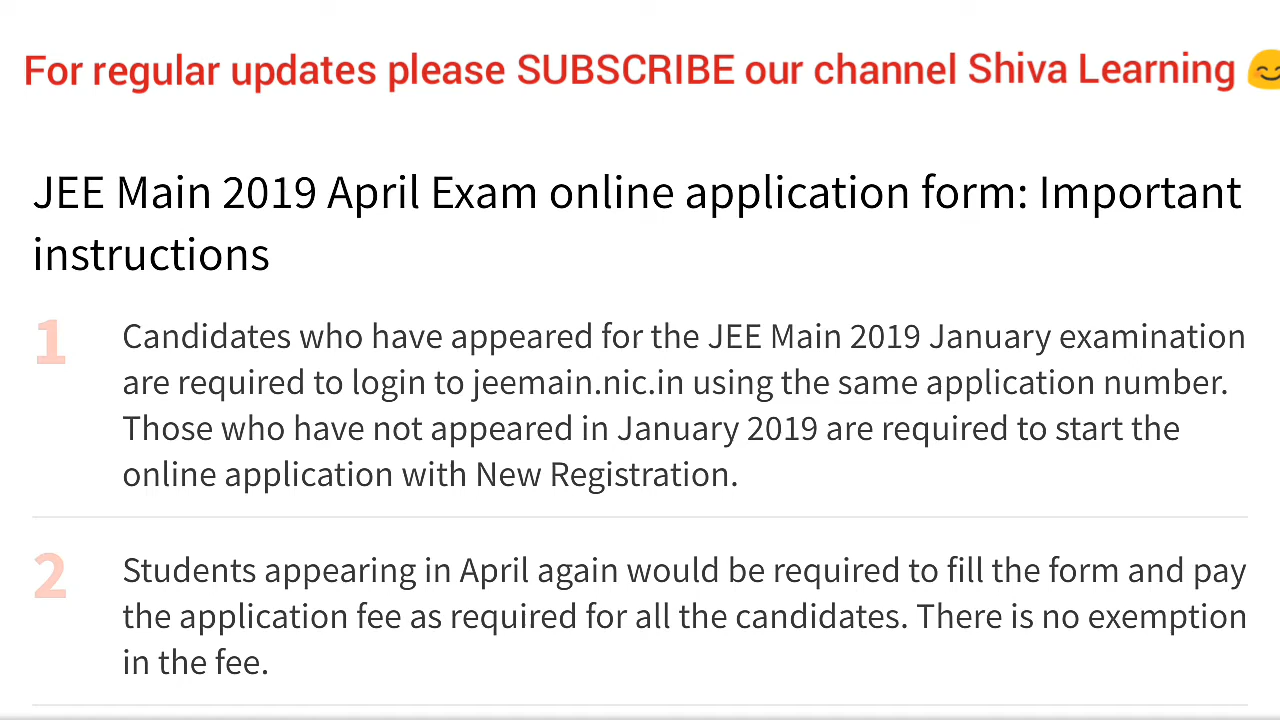 For regular updates please SUBSCRIBE our channel Shiva Learning 😊
JEE Main 2019 April Exam online application form: Important
instructions
1
Candidates who have appeared for the JEE Main 2019 January examination
are required to login to jeemain.nic.in using the same application number.
Those who have not appeared in January 2019 are required to start the
online application with New Registration.
2
Students appearing in April again would be required to fill the form and pay
the application fee as required for all the candidates. There is no exemption
in the fee.